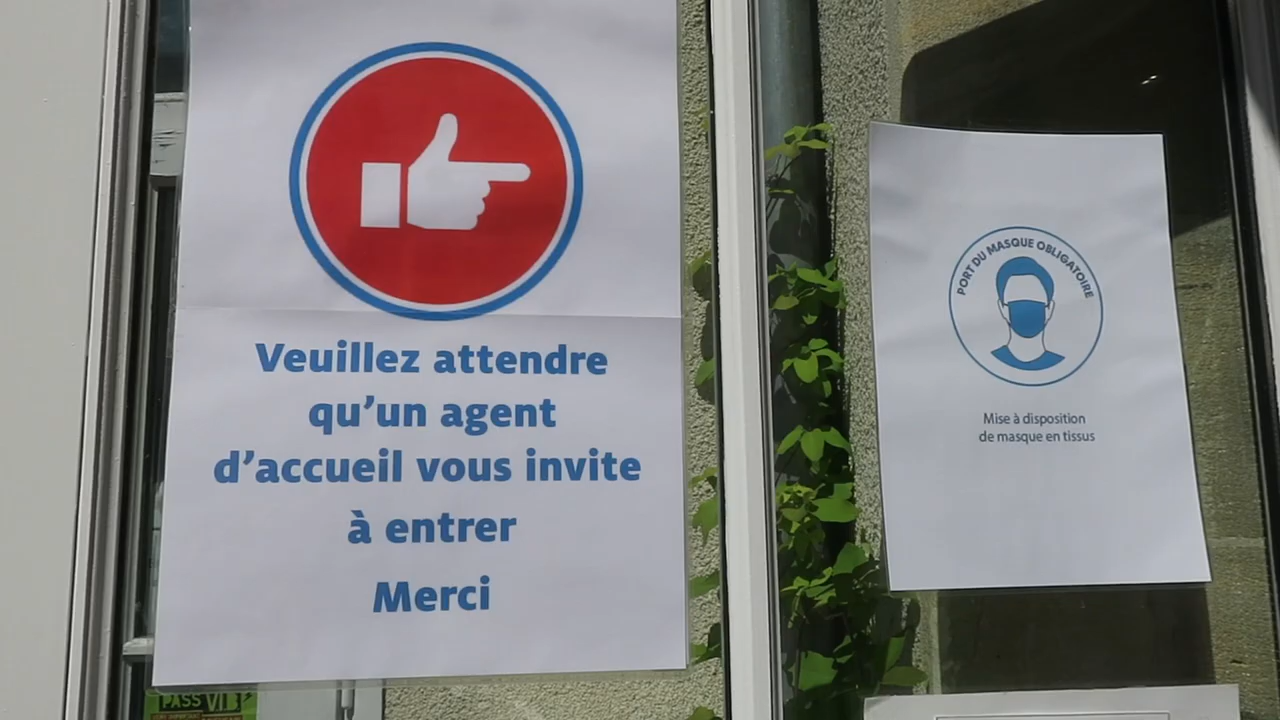 Veuillez attendre
qu’un agent
d’accueil vous invite
à entrer
Merci
PORT DU MASQUE OBLIGATOIRE
Mise à disposition
de masque en tissus
PASS